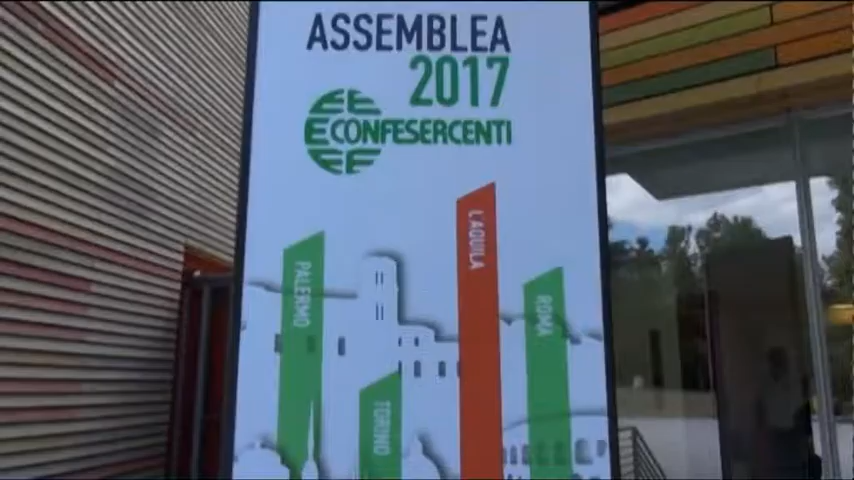 ASSEMBLEA
2017
CONFESERCENTI
PALERMO
TORINO
L'AQUILA
ROMA